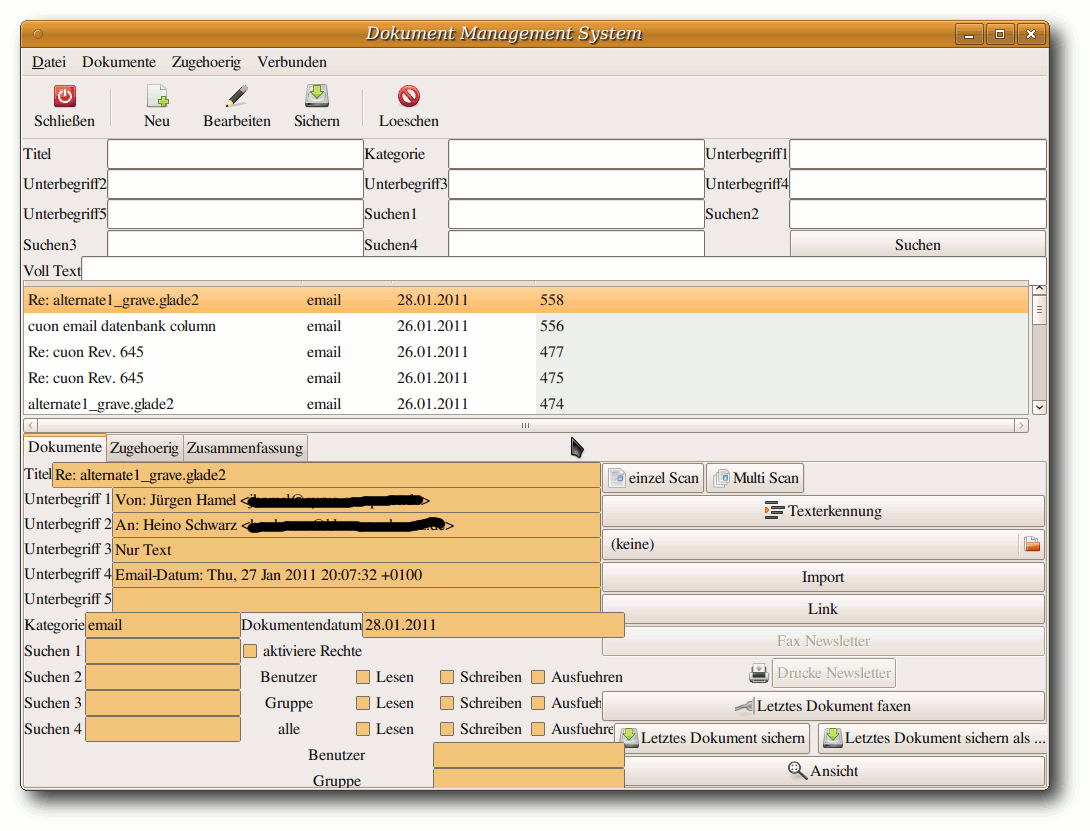 Dokument Management System
Datei Dokumente Zugehoerig Verbunden
Schließen Neu Bearbeiten Sichern Loeschen
Titel Kategorie Unterbegriff1
Unterbegriff2 Unterbegriff3 Unterbegriff4
Unterbegriff5 Suchen1 Suchen2
Suchen3 Suchen4 Suchen
Voll Text
Re: alternate1_grave.glade2 email 28.01.2011 558
cuon email datenbank column email 26.01.2011 556
Re: cuon Rev. 645 email 26.01.2011 477
Re: cuon Rev. 645 email 26.01.2011 475
alternate1_grave.glade2 email 26.01.2011 474
Dokumente Zugehoerig Zusammenfassung
Titel Re: alternate1_grave.glade2
Unterbegriff 1 Von: Jürgen Hamel < >
Unterbegriff 2 An: Heino Schwarz < >
Unterbegriff 3 Nur Text
Unterbegriff 4 Email-Datum: Thu, 27 Jan 2011 20:07:32 +0100
Unterbegriff 5
Kategorie email Dokumentendatum 28.01.2011
Suchen 1 aktiviere Rechte
Suchen 2 Benutzer Lesen Schreiben Ausfuehren
Suchen 3 Gruppe Lesen Schreiben Ausfueh
Suchen 4 alle Lesen Schreiben Ausfuehre
Benutzer
Gruppe
einzel Scan Multi Scan
Texterkennung
(keine)
Import
Link
Fax Newsletter
Drucke Newsletter
Letztes Dokument faxen
Letztes Dokument sichern Letztes Dokument sichern als ...
Ansicht